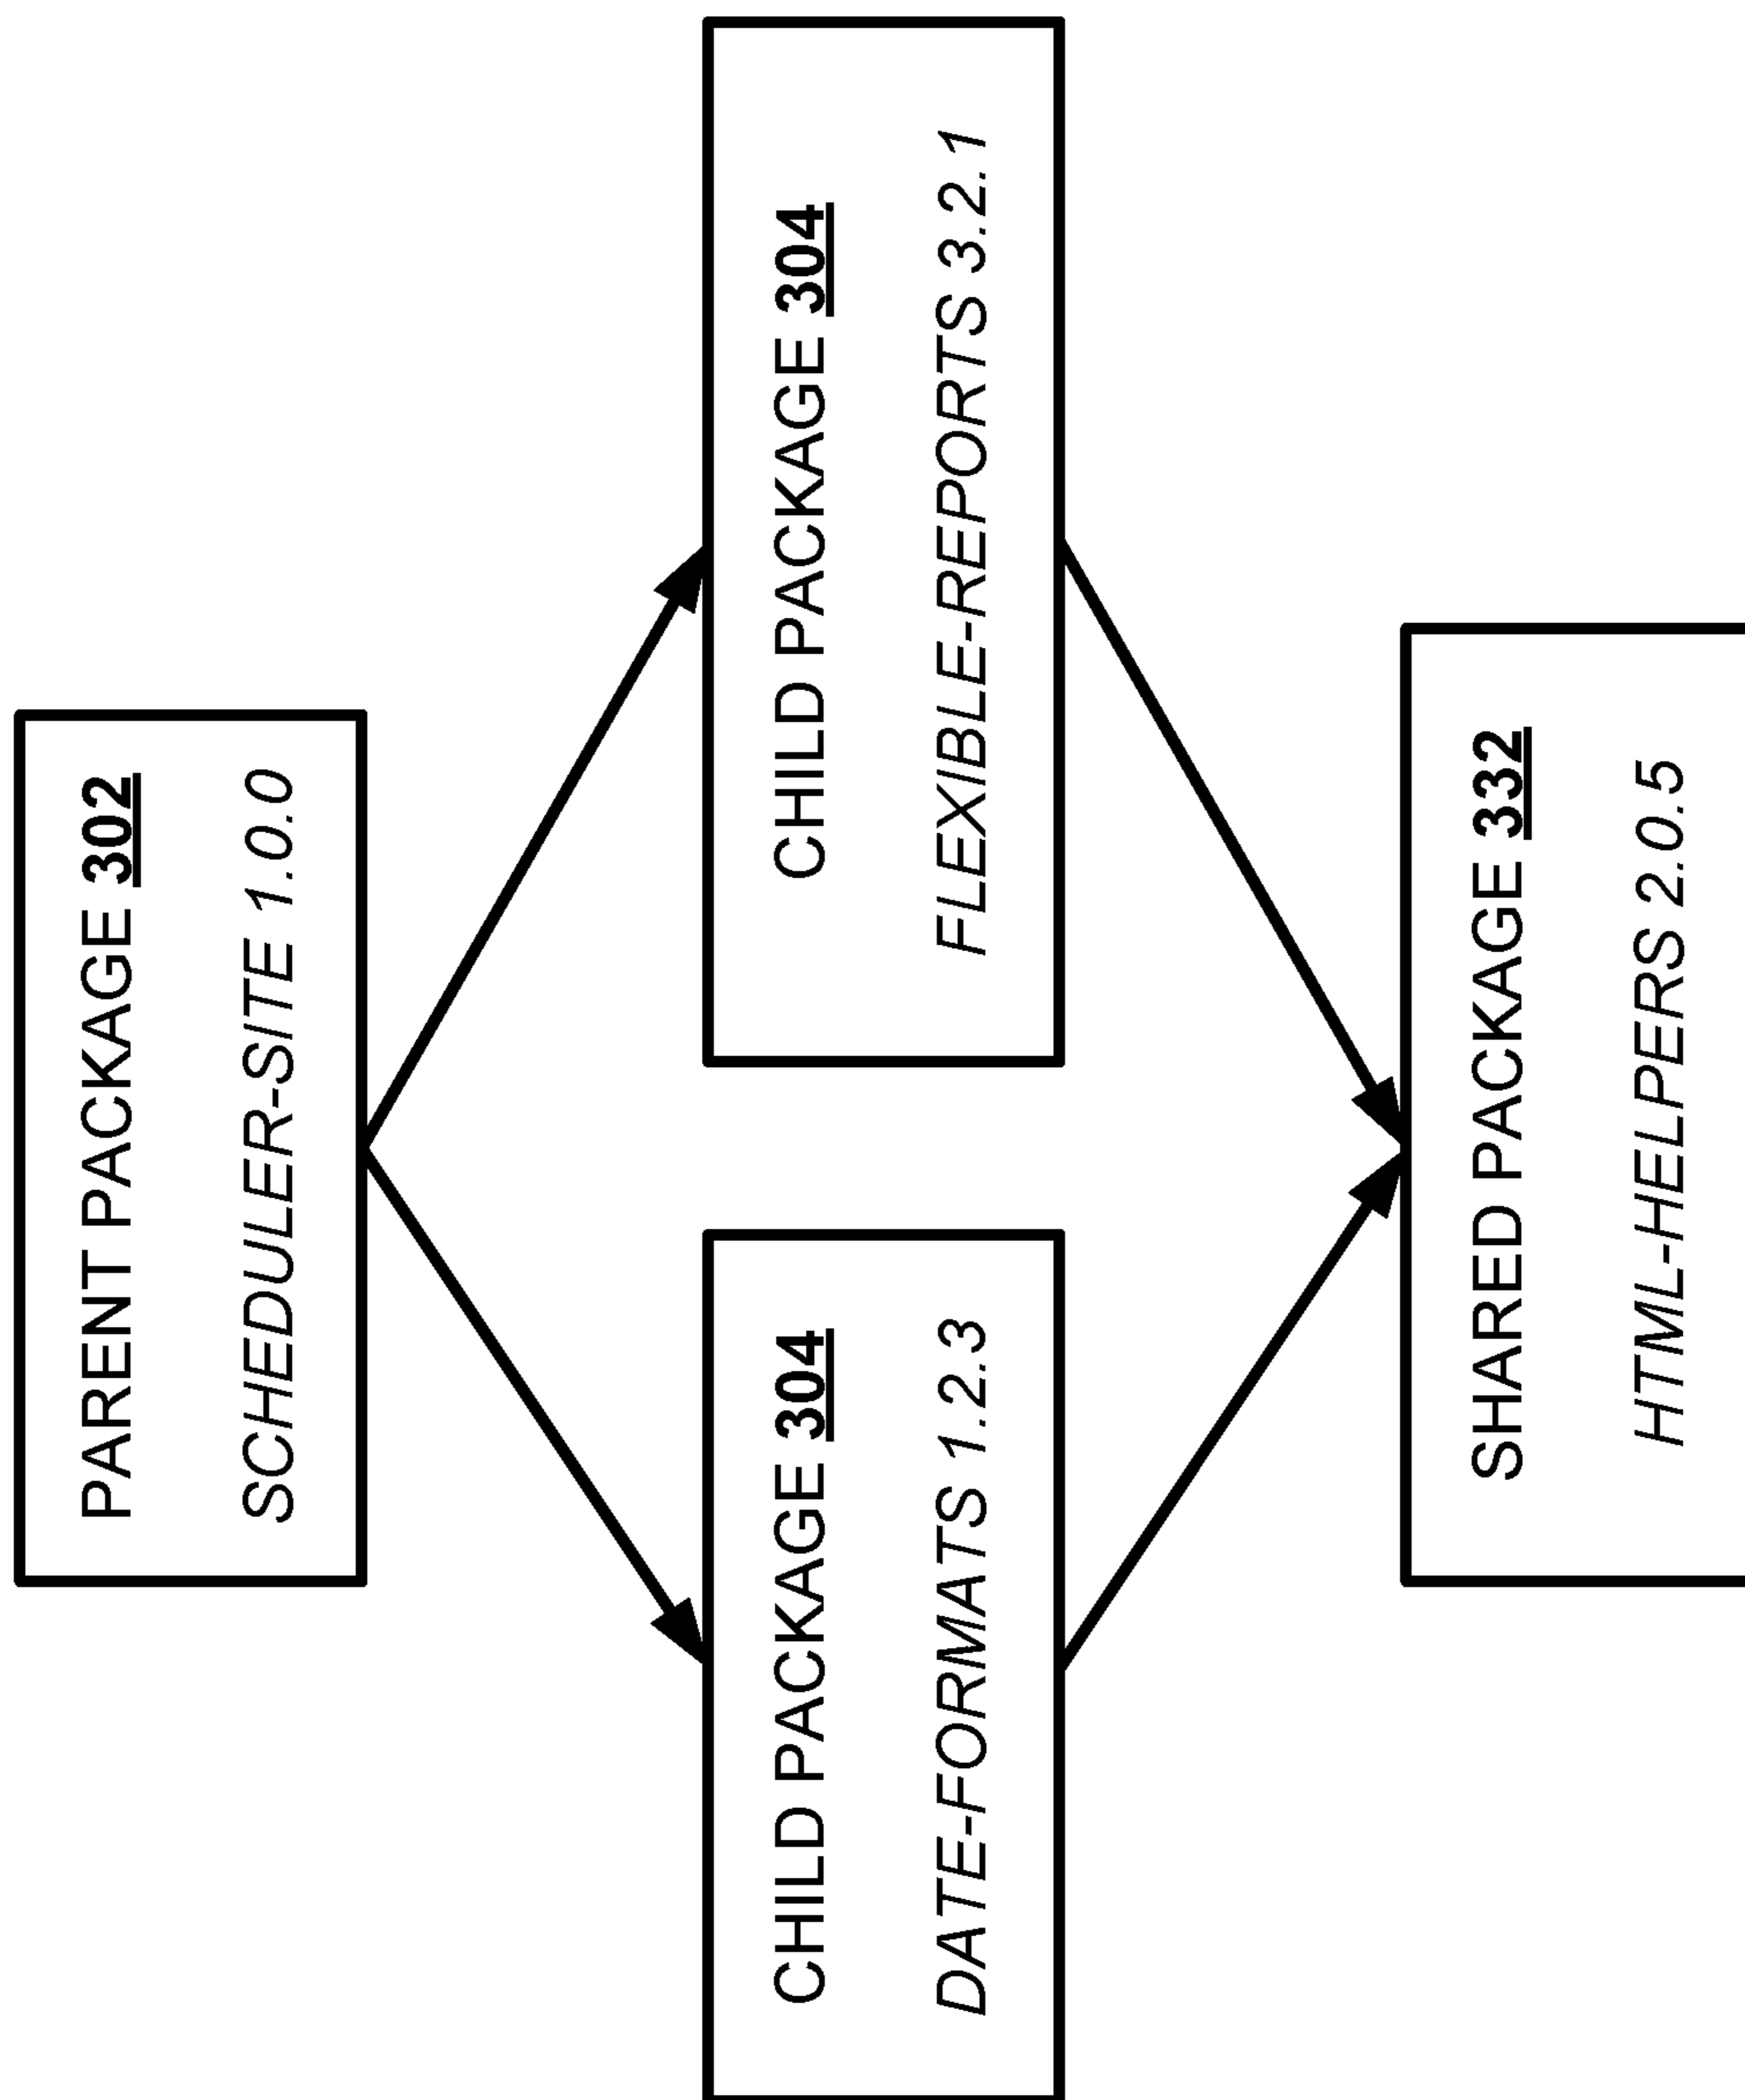 PARENT PACKAGE 302
SCHEDULER-SITE 1.0.0
CHILD PACKAGE 304
DATE-FORMATS 1.2.3
CHILD PACKAGE 304
FLEXIBLE-REPORTS 3.2.1
SHARED PACKAGE 332
HTML-HELPERS 2.0.5